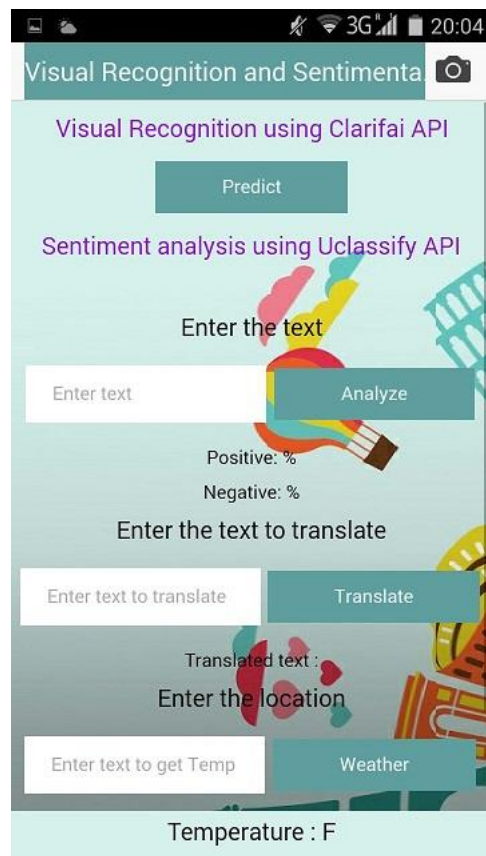 3G 20:04
Visual Recognition and Sentimenta.
Visual Recognition using Clarifai API
Predict
Sentiment analysis using Uclassify API
Enter the text
Enter text Analyze
Positive: %
Negative: %
Enter the text to translate
Enter text to translate Translate
Translated text :
Enter the location
Enter text to get Temp Weather
Temperature : F